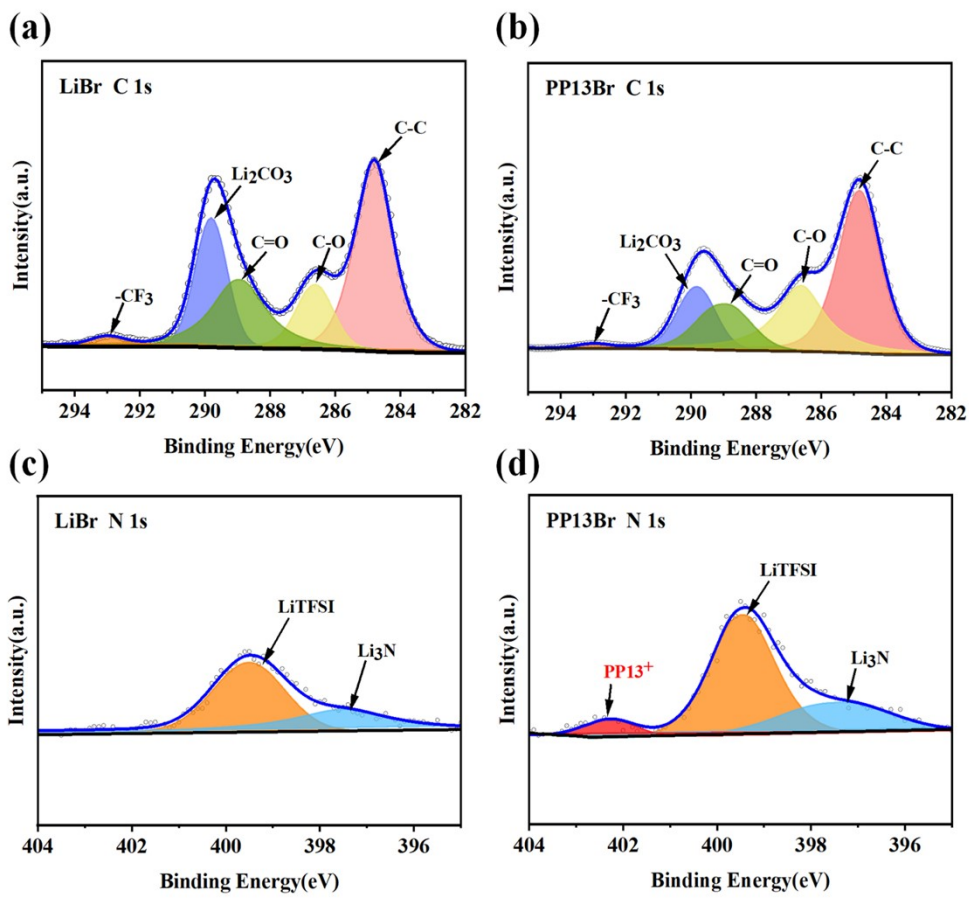 (a)
LiBr C 1s
C-C
Li₂CO₃
C=O
C-O
-CF₃
Intensity(a.u.)
294 292 290 288 286 284 282
Binding Energy(eV)
(b)
PP13Br C 1s
C-C
Li₂CO₃
C-O
C=O
-CF₃
Intensity(a.u.)
294 292 290 288 286 284 282
Binding Energy(eV)
(c)
LiBr N 1s
LiTFSI
Li₃N
Intensity(a.u.)
404 402 400 398 396
Binding Energy(eV)
(d)
PP13Br N 1s
LiTFSI
Li₃N
PP13⁺
Intensity(a.u.)
404 402 400 398 396
Binding Energy(eV)